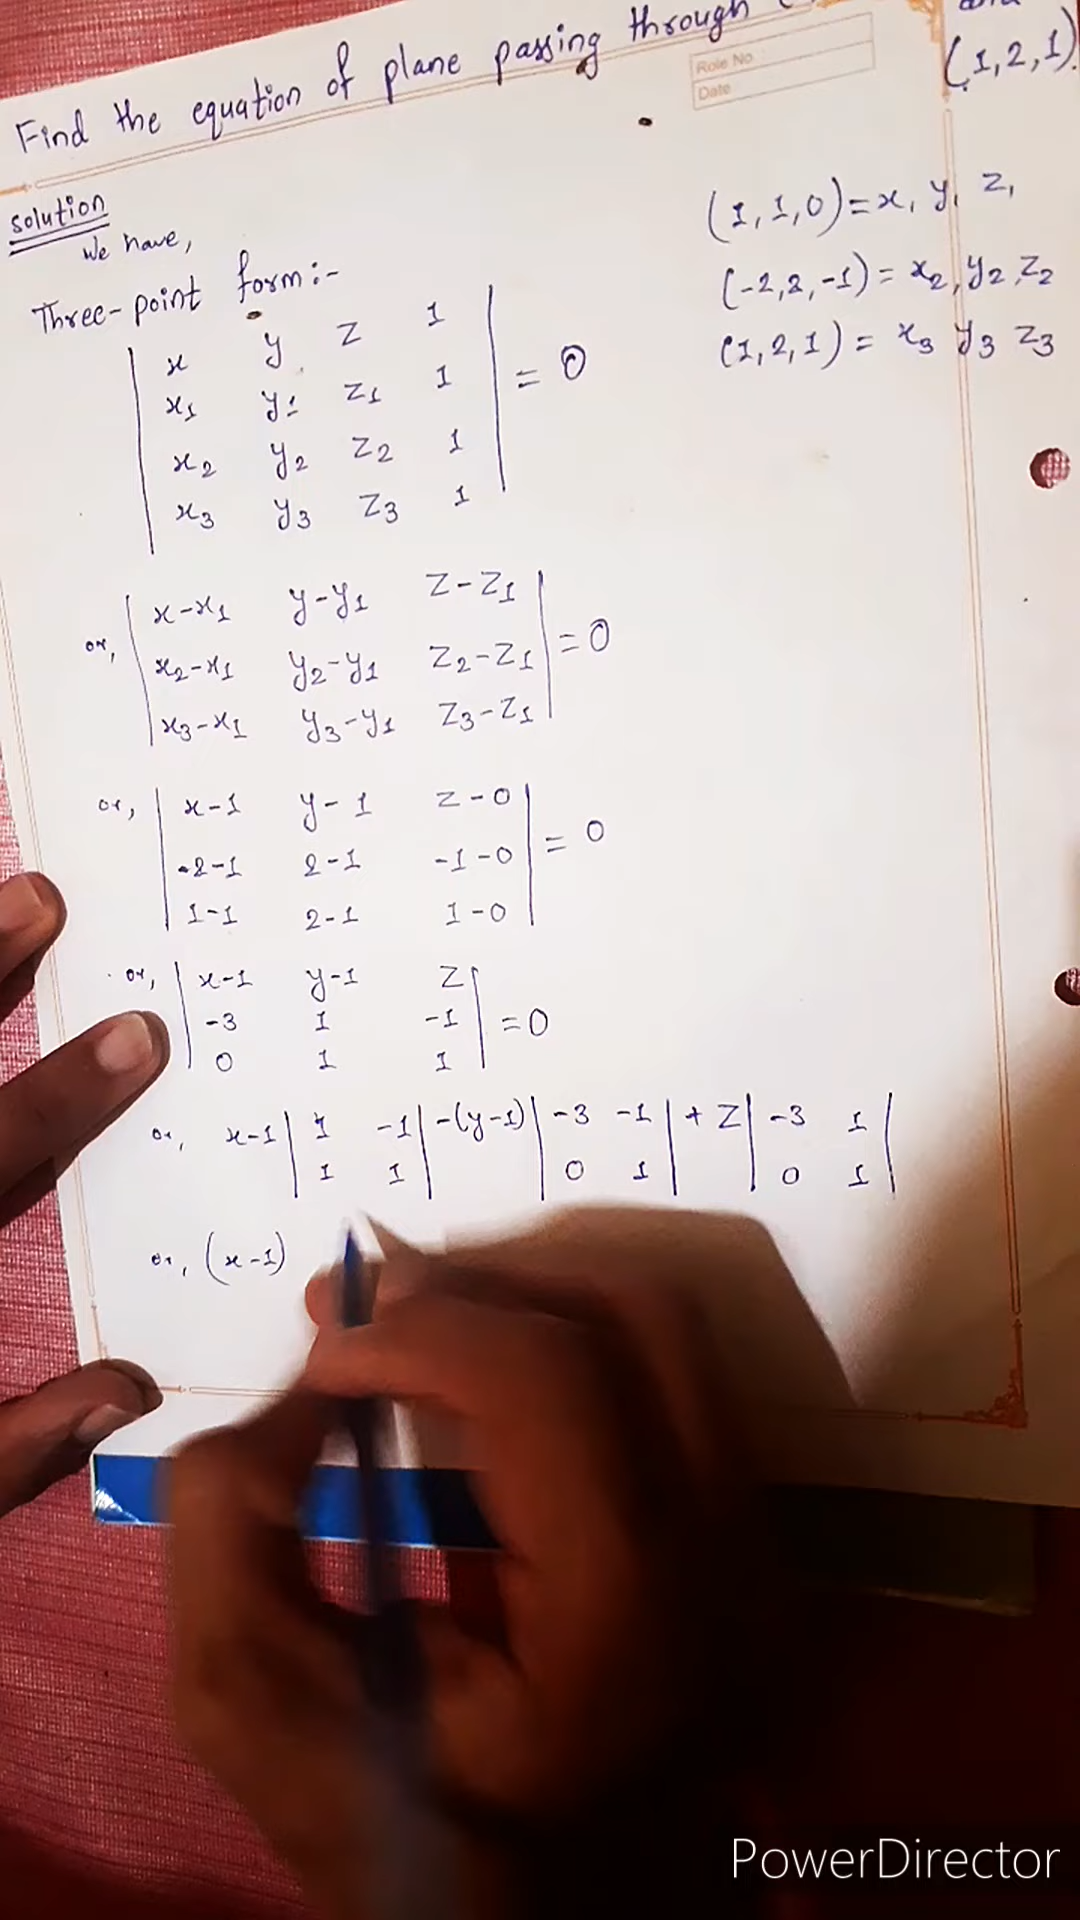 Find the equation of plane passing through (
(1,2,1).
Role No
Date
solution
We have,
Three-point form:-
(1,1,0)=x, y, z,
(-2,2,-1) = x2, y2, z2
(1,2,1) = x3 y3 z3
| x y z 1 |
| x1 y1 z1 1 | = 0
| x2 y2 z2 1 |
| x3 y3 z3 1 |
| x-x1 y-y1 z-z1 |
or, | x2-x1 y2-y1 z2-z1 | = 0
| x3-x1 y3-y1 z3-z1 |
or, | x-1 y-1 z-0 |
| -2-1 2-1 -1-0 | = 0
| 1-1 2-1 1-0 |
or, | x-1 y-1 z |
| -3 1 -1 | = 0
| 0 1 1 |
or, x-1 | 1 -1 | -(y-1) | -3 -1 | + z | -3 1 |
| 1 1 | | 0 1 | | 0 1 |
or, (x-1)
PowerDirector